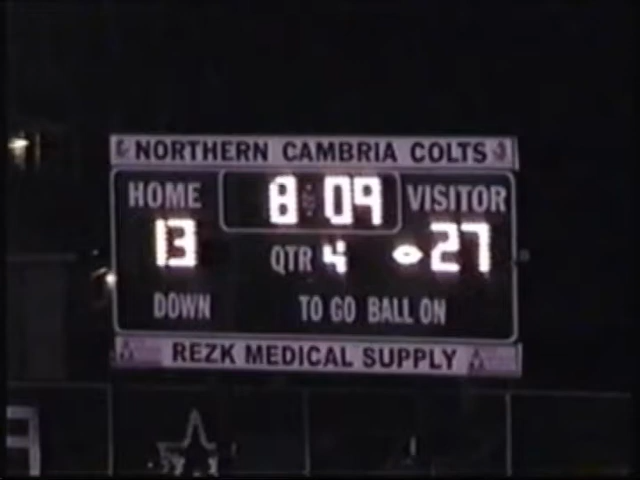 NORTHERN CAMBRIA COLTS
HOME 8:09 VISITOR
13 QTR 4 27
DOWN TO GO BALL ON
REZK MEDICAL SUPPLY